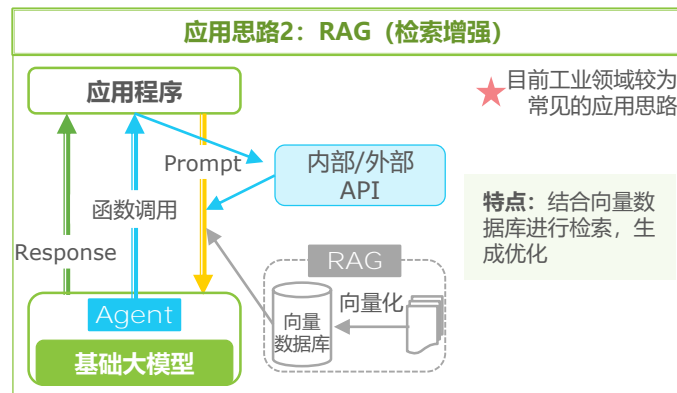 应用思路2：RAG（检索增强）
应用程序
目前工业领域较为
常见的应用思路
Prompt
内部/外部
API
函数调用
特点：结合向量数
据库进行检索，生
成优化
Response
RAG
向量化
向量
数据库
Agent
基础大模型